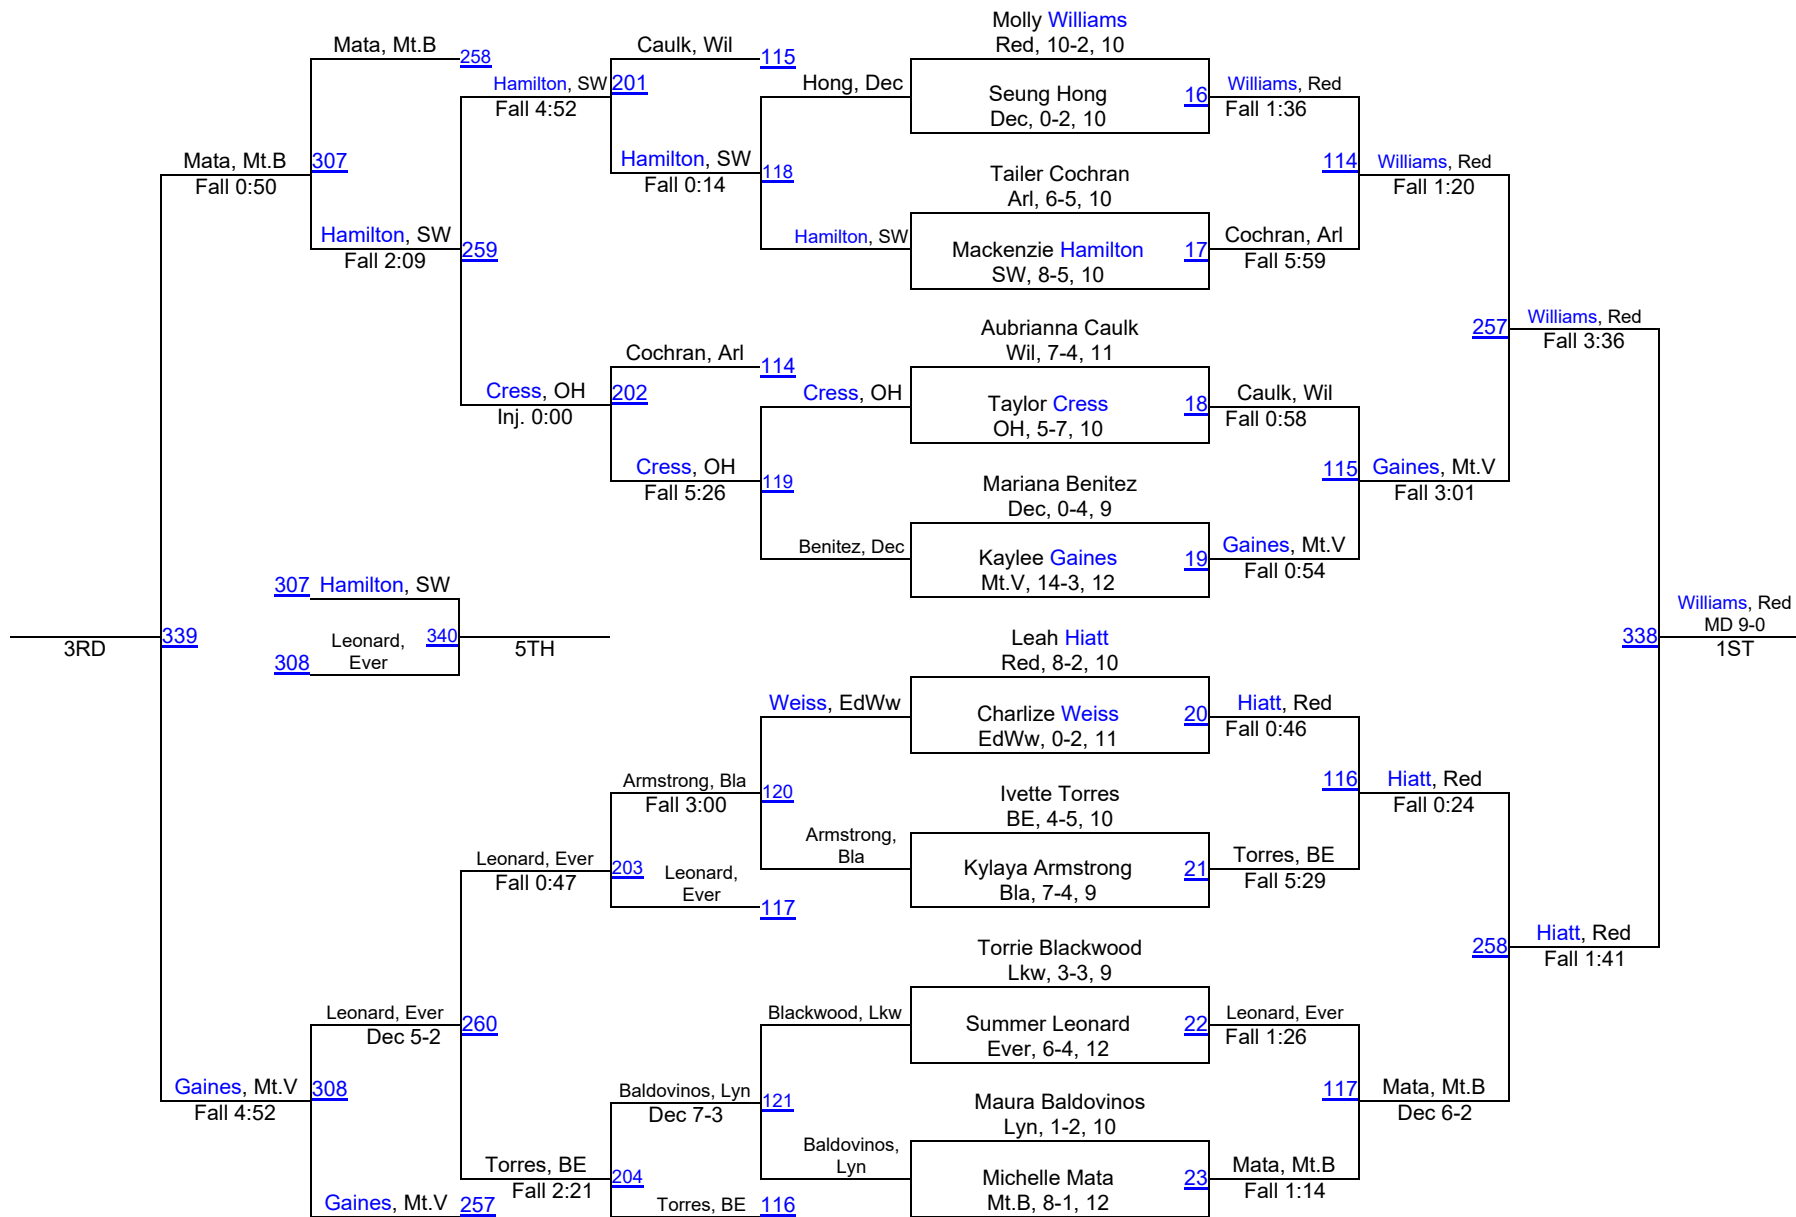 Molly Williams
Red, 10-2, 10
Mata, Mt.B
258
Caulk, Wil
115
Hamilton, SW
201
Fall 4:52
Hong, Dec
Seung Hong
Dec, 0-2, 10
16
Williams, Red
Fall 1:36
Mata, Mt.B
307
Fall 0:50
Hamilton, SW
118
Fall 0:14
Tailer Cochran
Arl, 6-5, 10
114
Williams, Red
Fall 1:20
Hamilton, SW
259
Fall 2:09
Hamilton, SW
Mackenzie Hamilton
SW, 8-5, 10
17
Cochran, Arl
Fall 5:59
Aubrianna Caulk
Wil, 7-4, 11
257
Williams, Red
Fall 3:36
Cochran, Arl
114
Cress, OH
202
Inj. 0:00
Cress, OH
Taylor Cress
OH, 5-7, 10
18
Caulk, Wil
Fall 0:58
Cress, OH
119
Fall 5:26
Mariana Benitez
Dec, 0-4, 9
115
Gaines, Mt.V
Fall 3:01
Benitez, Dec
Kaylee Gaines
Mt.V, 14-3, 12
19
Gaines, Mt.V
Fall 0:54
307
Hamilton, SW
339
3RD
Leonard,
Ever
308
340
5TH
Leah Hiatt
Red, 8-2, 10
338
Williams, Red
MD 9-0
1ST
Weiss, EdWw
Charlize Weiss
EdWw, 0-2, 11
20
Hiatt, Red
Fall 0:46
Armstrong, Bla
120
Fall 3:00
Ivette Torres
BE, 4-5, 10
116
Hiatt, Red
Fall 0:24
Armstrong,
Bla
Leonard, Ever
203
Fall 0:47
Leonard,
Ever
117
Kylaya Armstrong
Bla, 7-4, 9
21
Torres, BE
Fall 5:29
Torrie Blackwood
Lkw, 3-3, 9
258
Hiatt, Red
Fall 1:41
Leonard, Ever
260
Dec 5-2
Blackwood, Lkw
Summer Leonard
Ever, 6-4, 12
22
Leonard, Ever
Fall 1:26
Gaines, Mt.V
308
Fall 4:52
Baldovinos, Lyn
121
Dec 7-3
Maura Baldovinos
Lyn, 1-2, 10
117
Mata, Mt.B
Dec 6-2
Baldovinos,
Lyn
Torres, BE
204
Fall 2:21
Michelle Mata
Mt.B, 8-1, 12
23
Mata, Mt.B
Fall 1:14
Gaines, Mt.V
257
Torres, BE
116